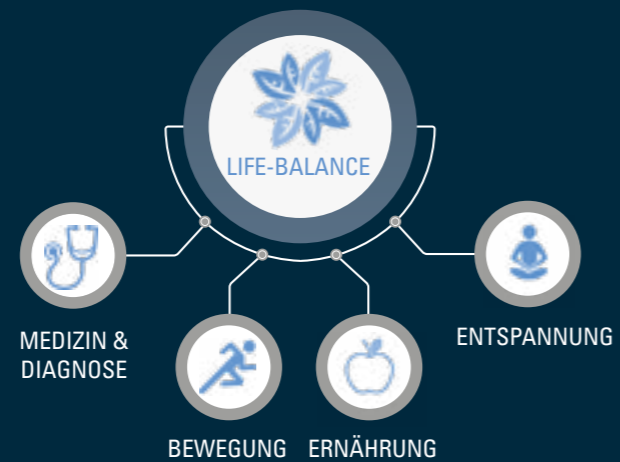 LIFE-BALANCE
MEDIZIN &
DIAGNOSE
BEWEGUNG
ERNÄHRUNG
ENTSPANNUNG